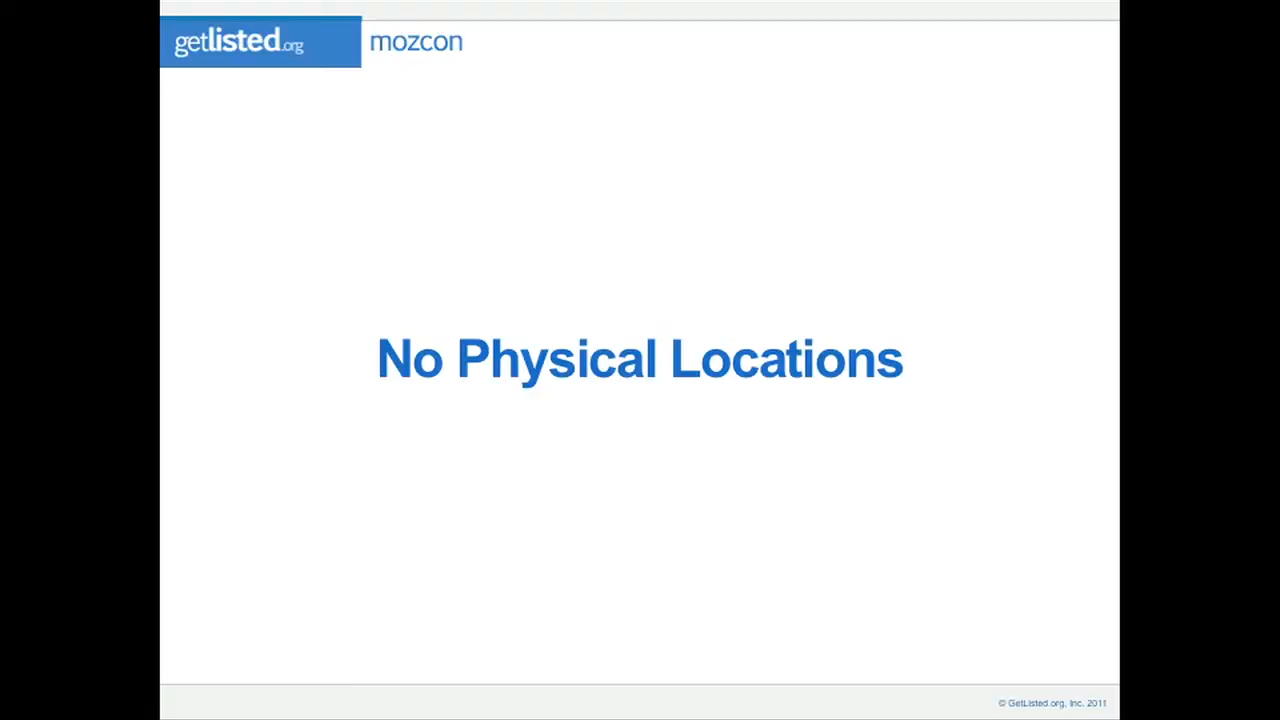 getlisted.org mozcon
No Physical Locations
© GetListed.org, Inc. 2011